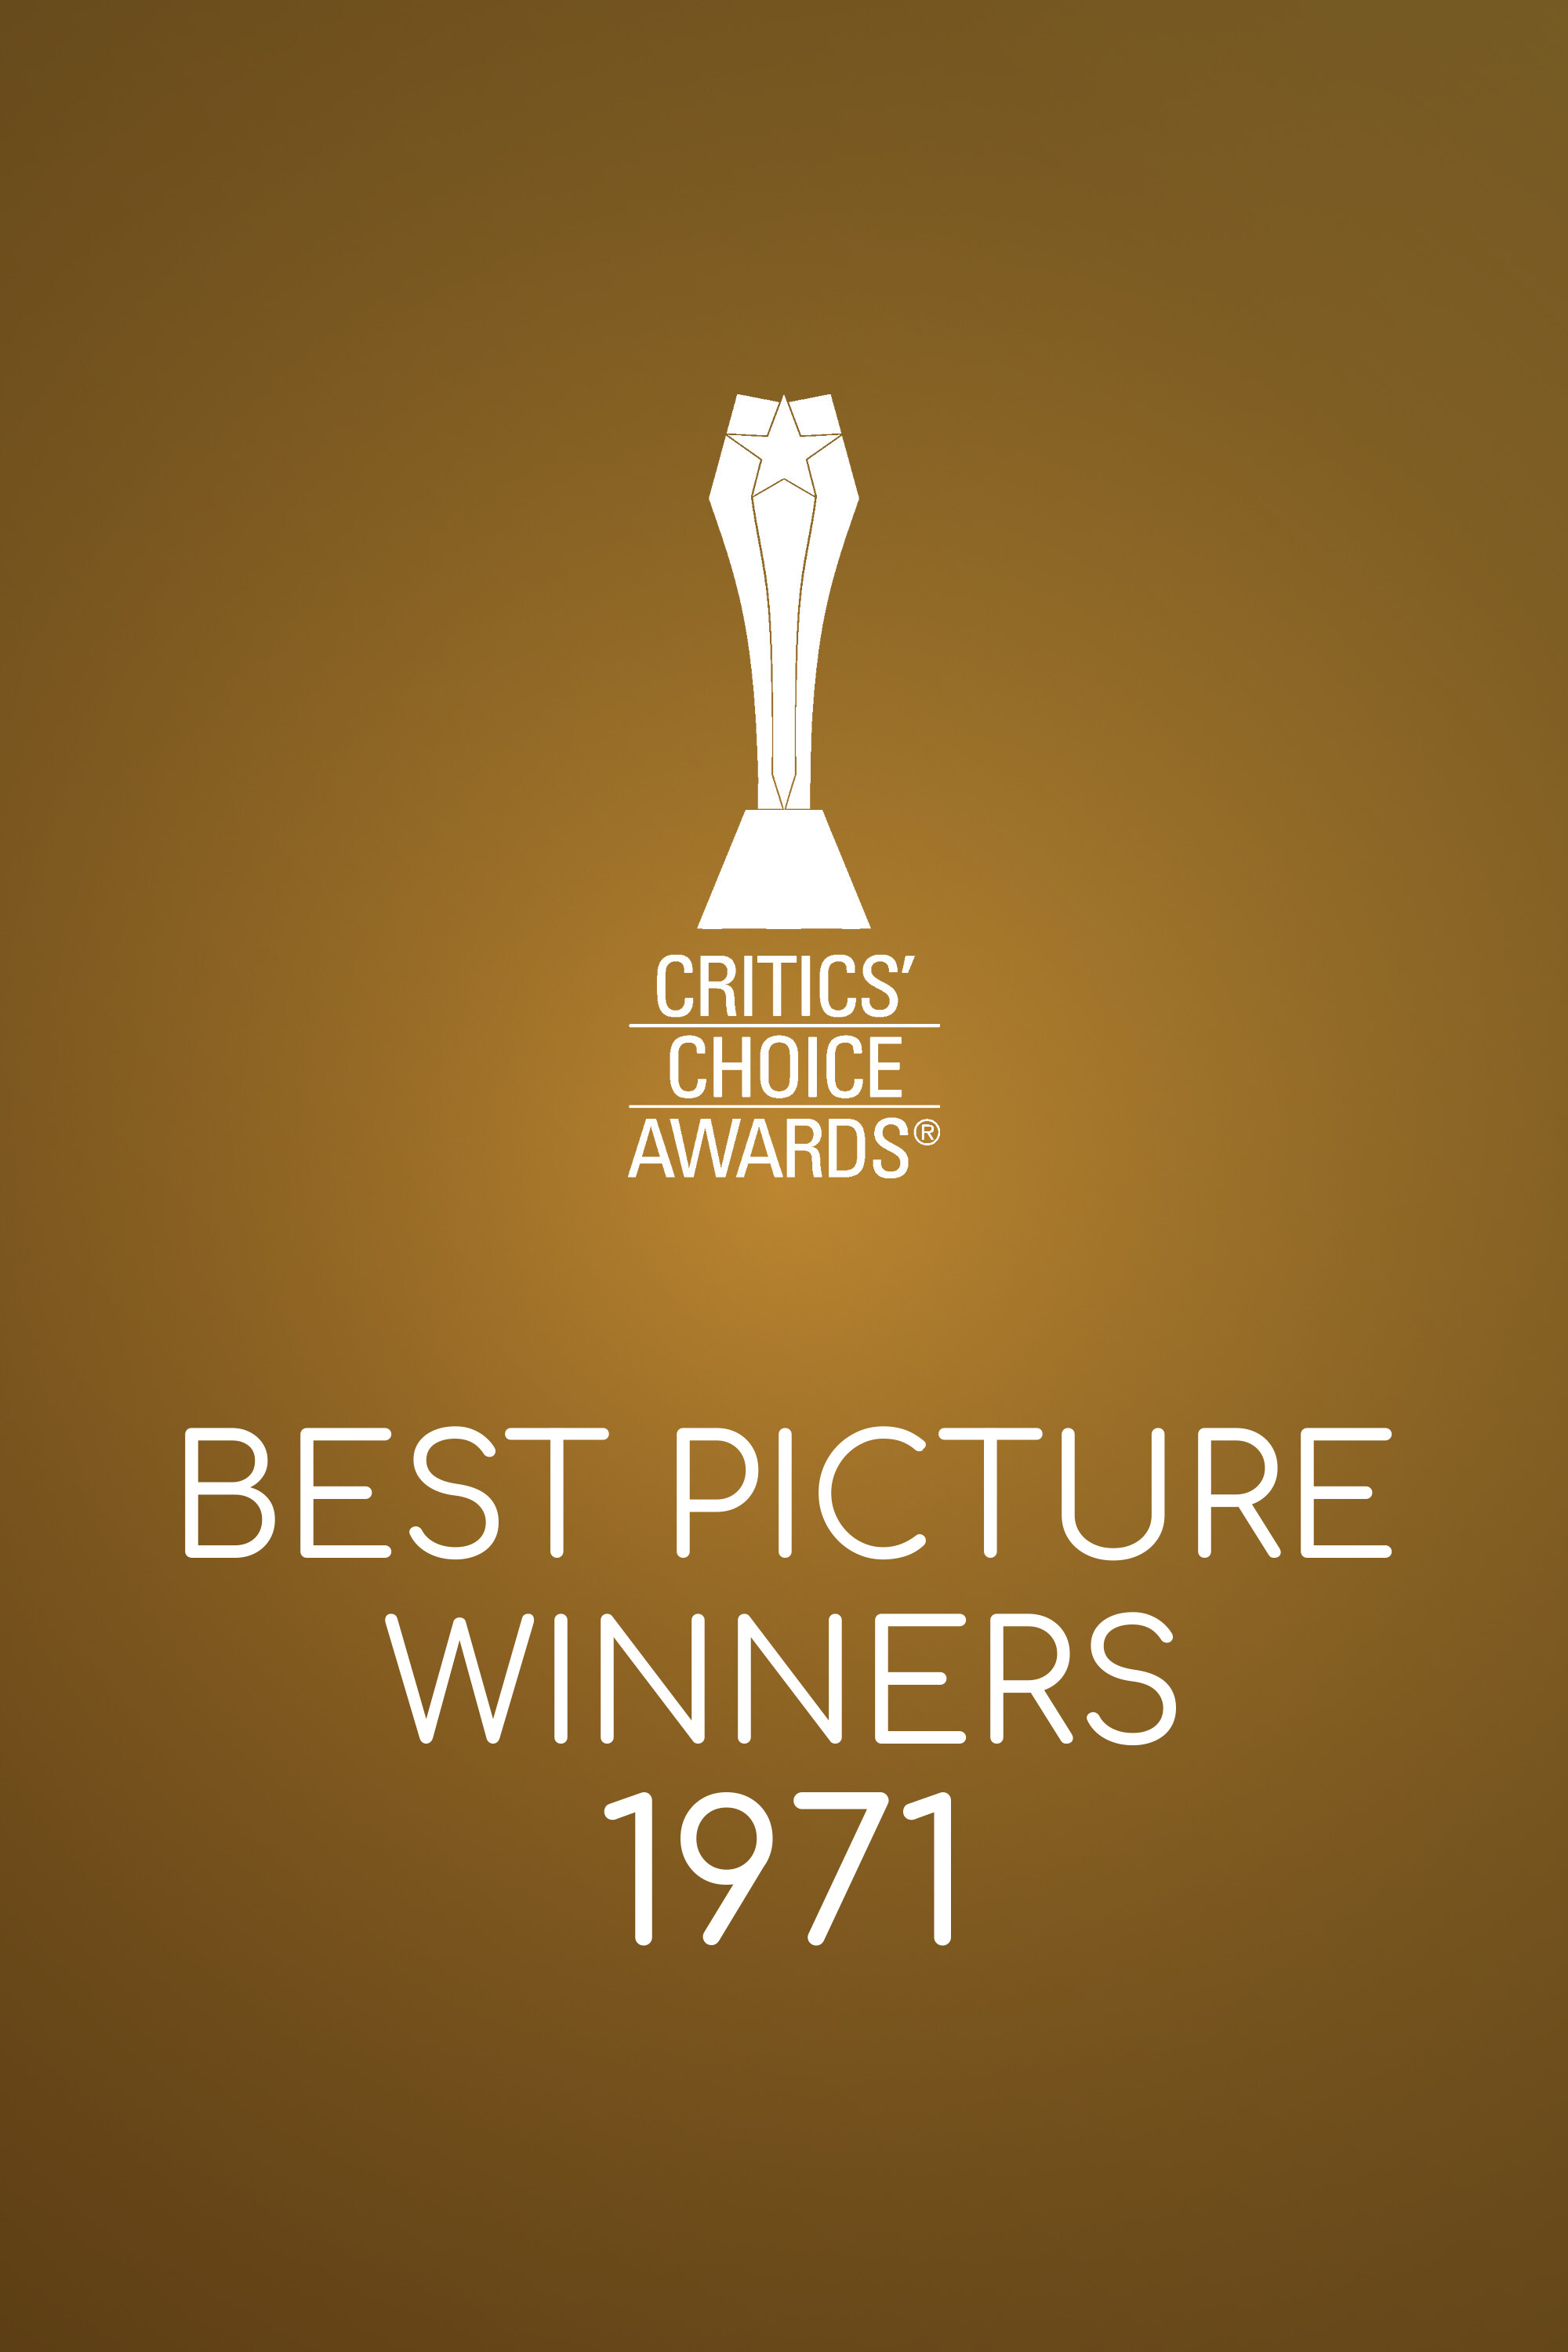 CRITICS'
CHOICE
AWARDS®
BEST PICTURE
WINNERS
1971